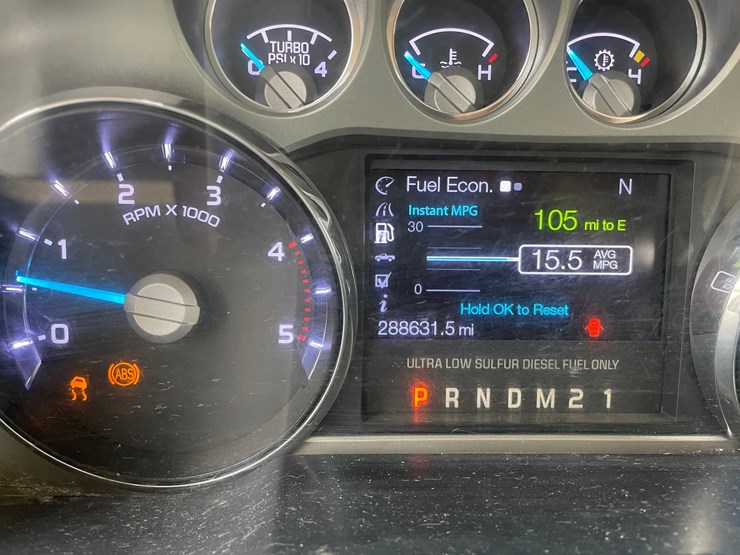 TURBO
PSI x 10
0 4
C H
C H
RPM X 1000
0 1 2 3 4 5
ABS
Fuel Econ. N
Instant MPG
30
105 mi to E
15.5 AVG MPG
0
Hold OK to Reset
i
288631.5 mi
ULTRA LOW SULFUR DIESEL FUEL ONLY
P R N D M 2 1